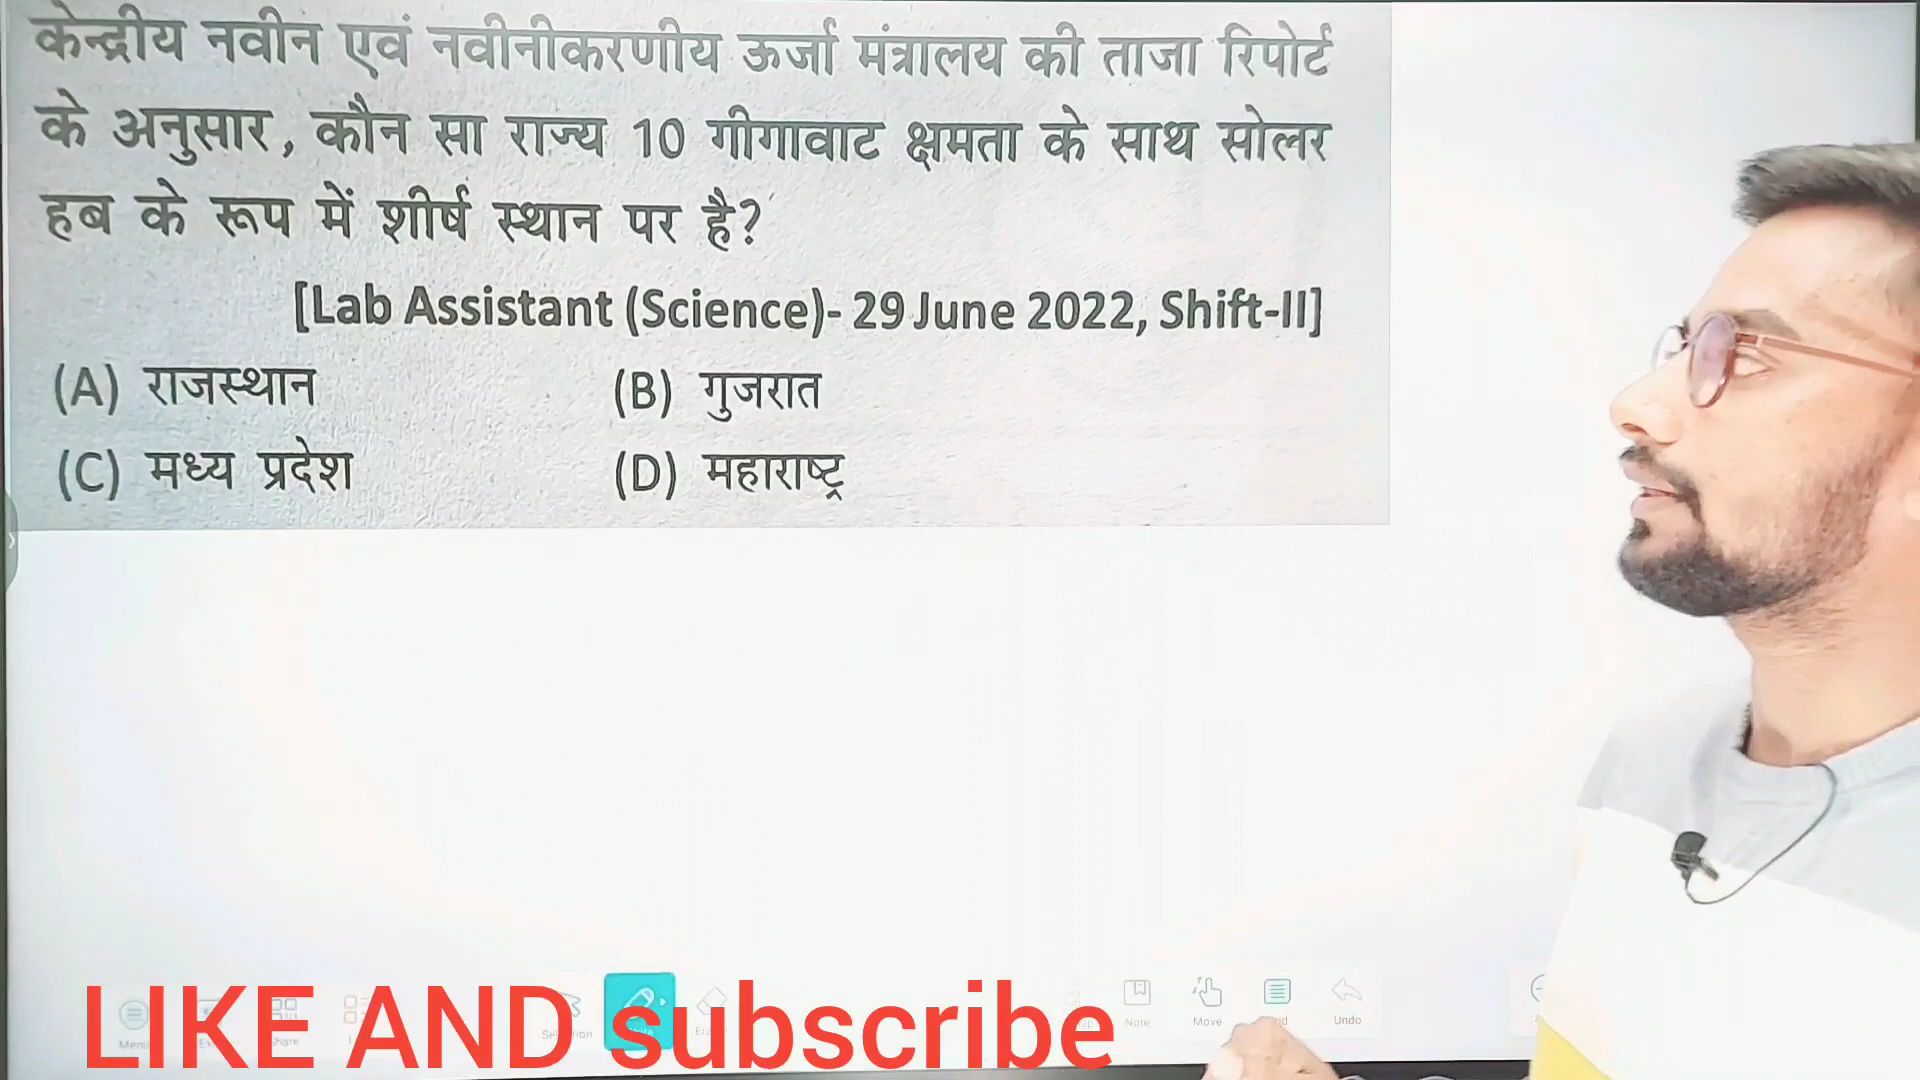 केन्द्रीय नवीन एवं नवीनीकरणीय ऊर्जा मंत्रालय की ताजा रिपोर्ट
के अनुसार, कौन सा राज्य 10 गीगावाट क्षमता के साथ सोलर
हब के रूप में शीर्ष स्थान पर है?
[Lab Assistant (Science)- 29 June 2022, Shift-II]
(A) राजस्थान (B) गुजरात
(C) मध्य प्रदेश (D) महाराष्ट्र
LIKE AND subscribe
Note Move Undo